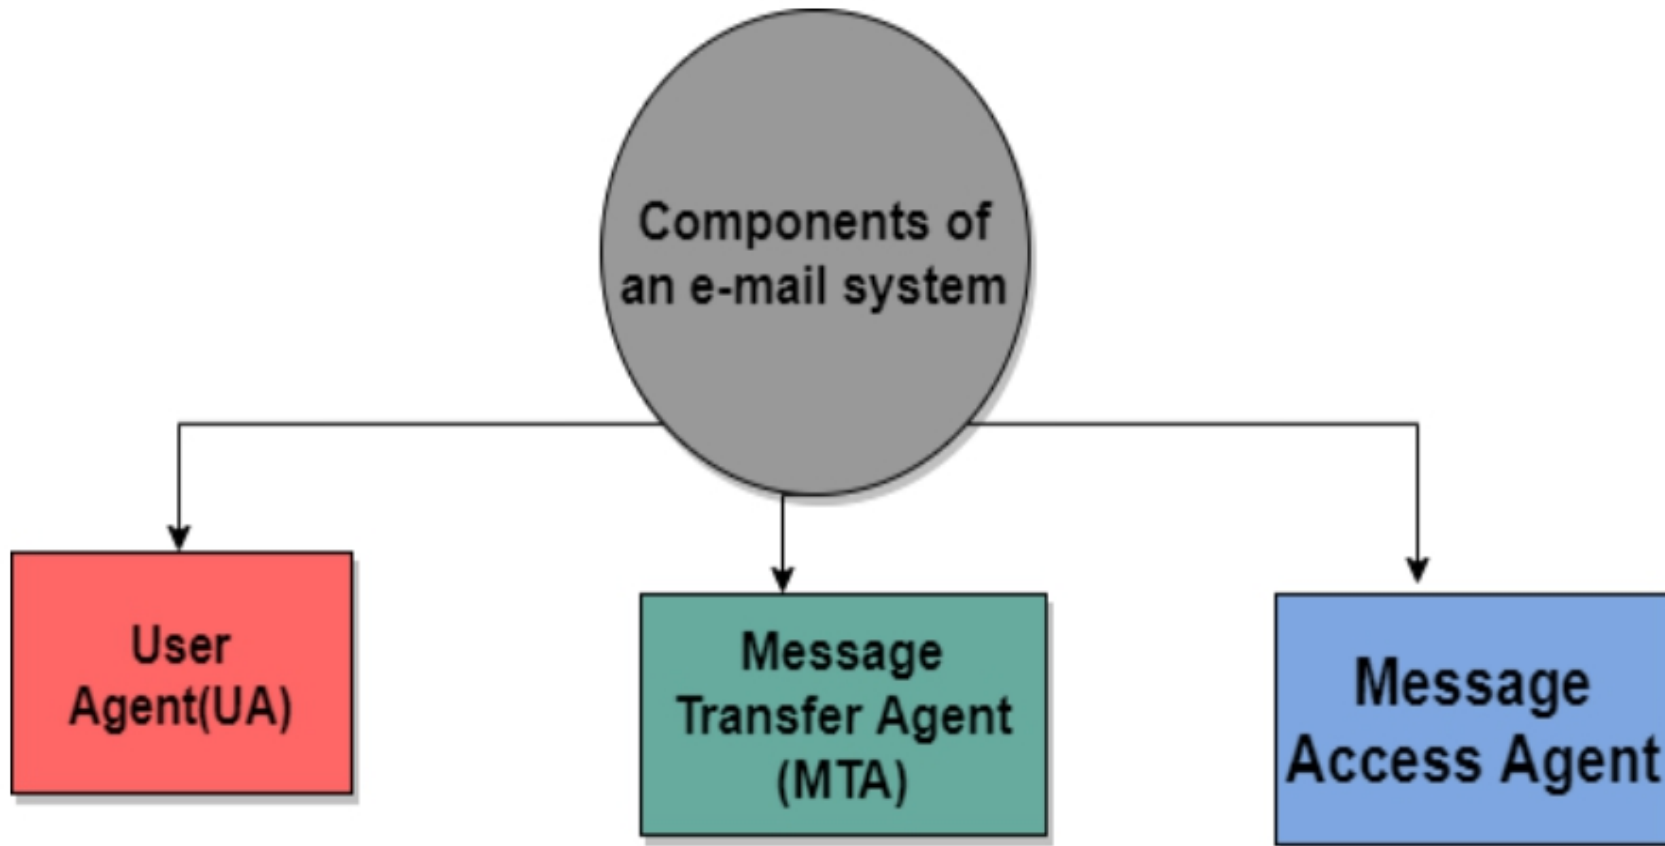 Components of
an e-mail system
User
Agent(UA)
Message
Transfer Agent
(MTA)
Message
Access Agent